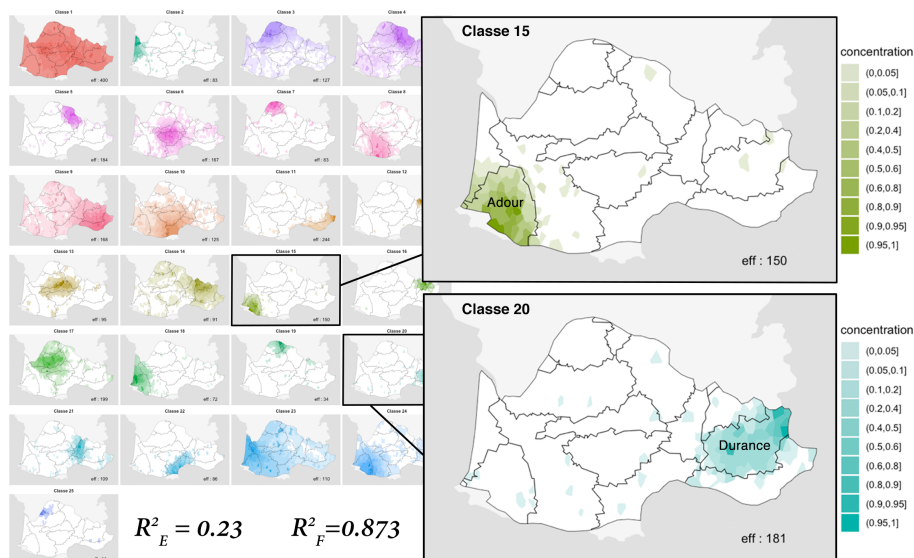 Classe 1
eff : 400
Classe 2
eff : 83
Classe 3
eff : 127
Classe 4
Classe 5
eff : 184
Classe 6
eff : 167
Classe 7
eff : 83
Classe 8
Classe 9
eff : 168
Classe 10
eff : 125
Classe 11
eff : 244
Classe 12
Classe 13
eff : 95
Classe 14
eff : 91
Classe 15
eff : 150
Classe 16
Classe 17
eff : 199
Classe 18
eff : 72
Classe 19
eff : 34
Classe 20
Classe 21
eff : 109
Classe 22
eff : 86
Classe 23
eff : 110
Classe 24
Classe 25
R²E = 0.23
R²F=0.873
Classe 15
Adour
eff : 150
concentration
(0,0.05]
(0.05,0.1]
(0.1,0.2]
(0.2,0.4]
(0.4,0.5]
(0.5,0.6]
(0.6,0.8]
(0.8,0.9]
(0.9,0.95]
(0.95,1]
Classe 20
Durance
eff : 181
concentration
(0,0.05]
(0.05,0.1]
(0.1,0.2]
(0.2,0.4]
(0.4,0.5]
(0.5,0.6]
(0.6,0.8]
(0.8,0.9]
(0.9,0.95]
(0.95,1]